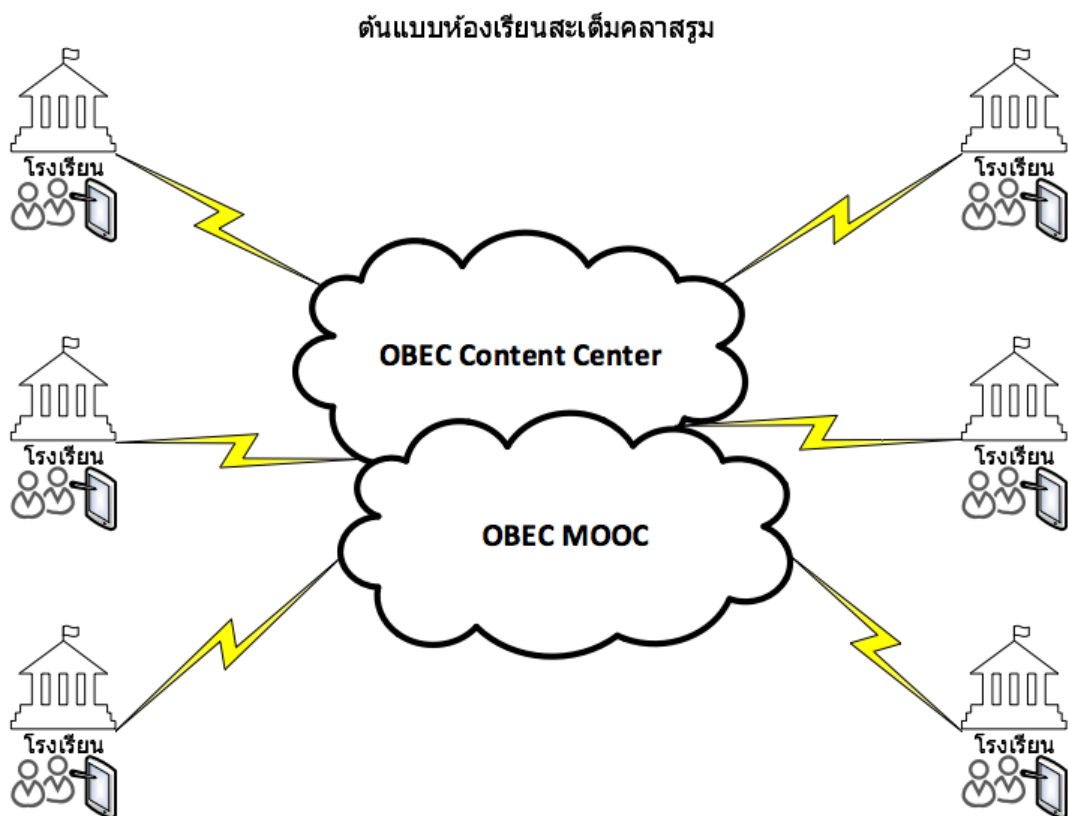 ต้นแบบห้องเรียนสะเต็มคลาสรูม
โรงเรียน
โรงเรียน
OBEC Content Center
โรงเรียน
โรงเรียน
OBEC MOOC
โรงเรียน
โรงเรียน